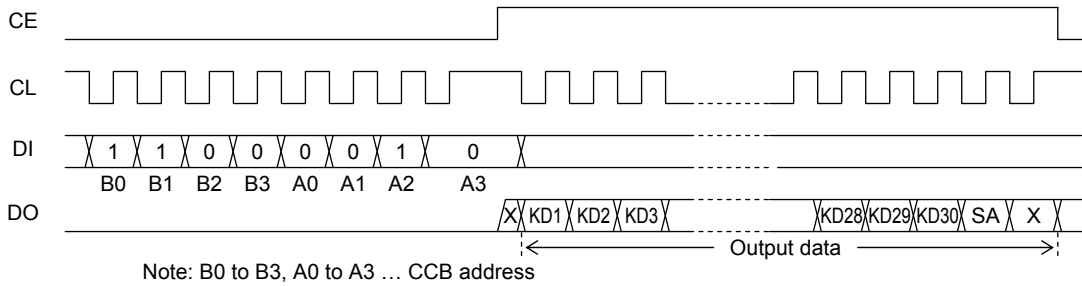 CE
CL
DI 1 1 0 0 0 0 1 0
B0 B1 B2 B3 A0 A1 A2 A3
DO X KD1 KD2 KD3 KD28 KD29 KD30 SA X
Output data
Note: B0 to B3, A0 to A3 … CCB address